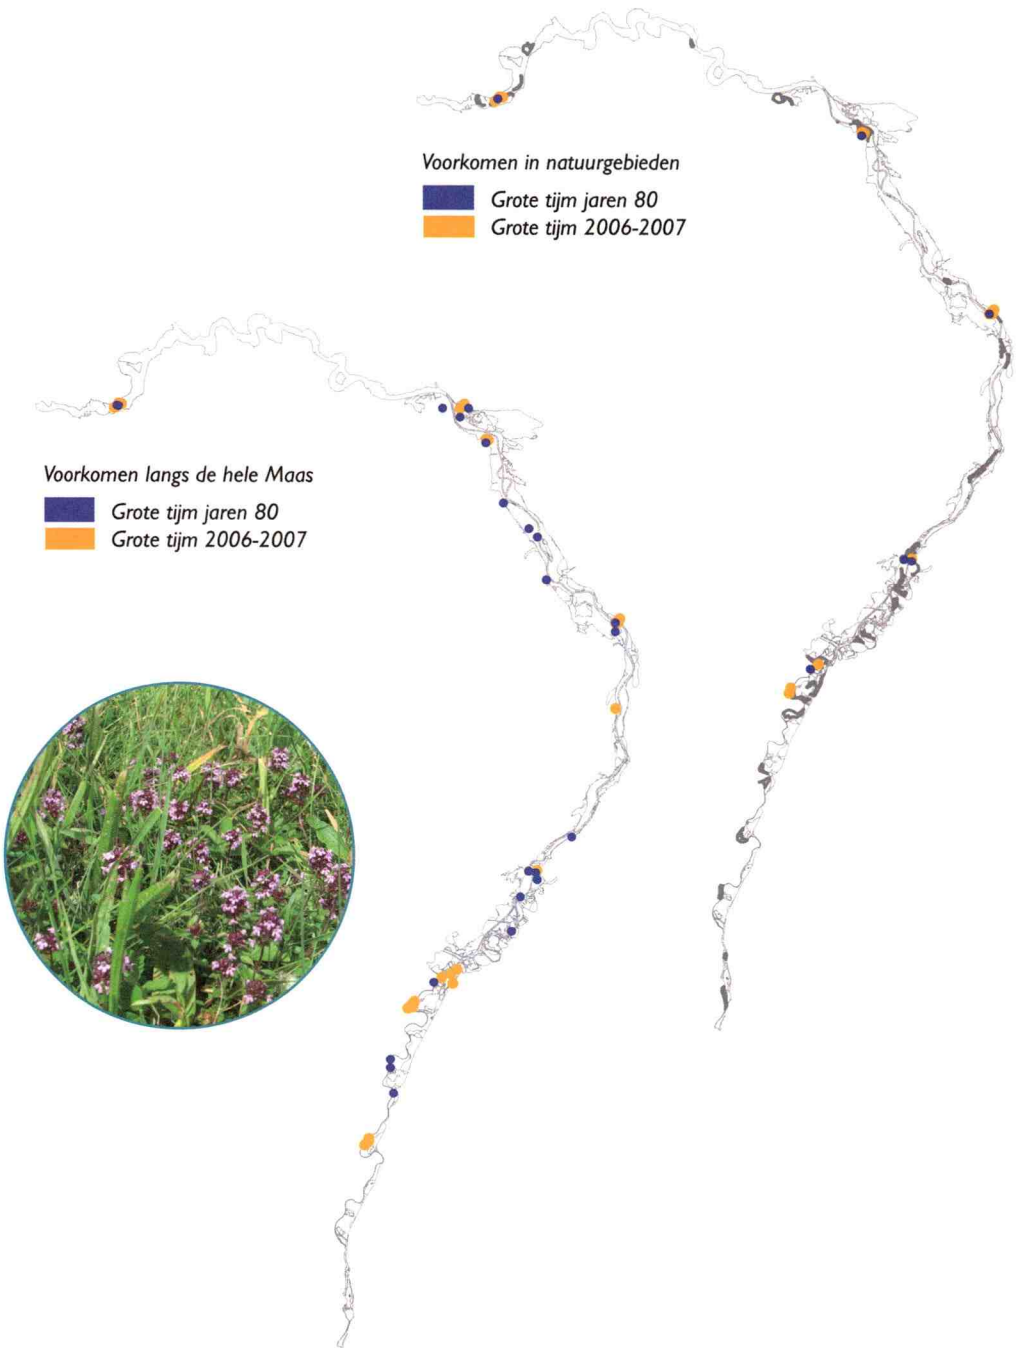 Voorkomen in natuurgebieden
Grote tijm jaren 80
Grote tijm 2006-2007
Voorkomen langs de hele Maas
Grote tijm jaren 80
Grote tijm 2006-2007